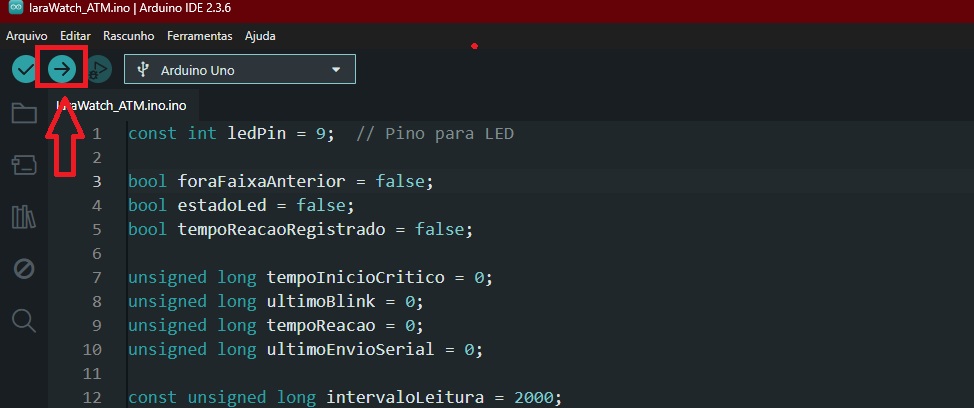 laraWatch_ATM.ino | Arduino IDE 2.3.6
Arquivo Editar Rascunho Ferramentas Ajuda
Arduino Uno
laraWatch_ATM.ino.ino
1 const int ledPin = 9; // Pino para LED
2
3 bool foraFaixaAnterior = false;
4 bool estadoLed = false;
5 bool tempoReacaoRegistrado = false;
6
7 unsigned long tempoInicioCritico = 0;
8 unsigned long ultimoBlink = 0;
9 unsigned long tempoReacao = 0;
10 unsigned long ultimoEnvioSerial = 0;
11
12 const unsigned long intervaloLeitura = 2000;